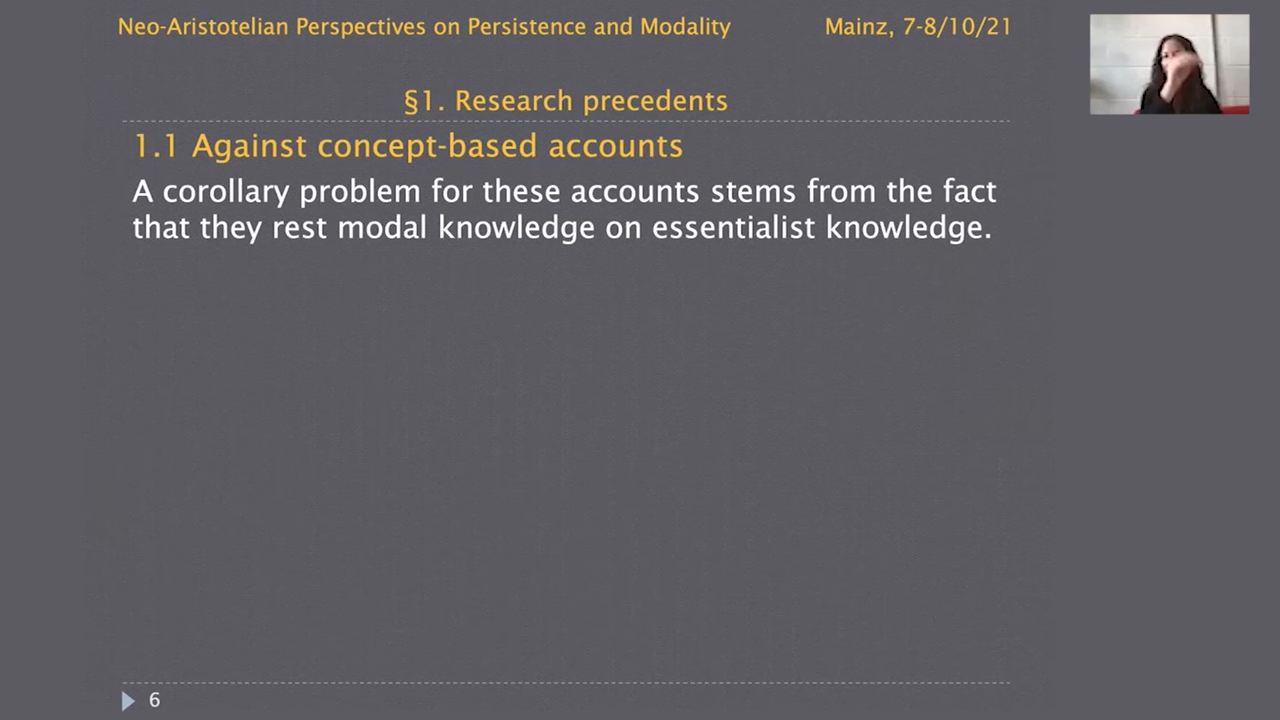 Neo-Aristotelian Perspectives on Persistence and Modality Mainz, 7-8/10/21
§1. Research precedents
1.1 Against concept-based accounts
A corollary problem for these accounts stems from the fact
that they rest modal knowledge on essentialist knowledge.
6